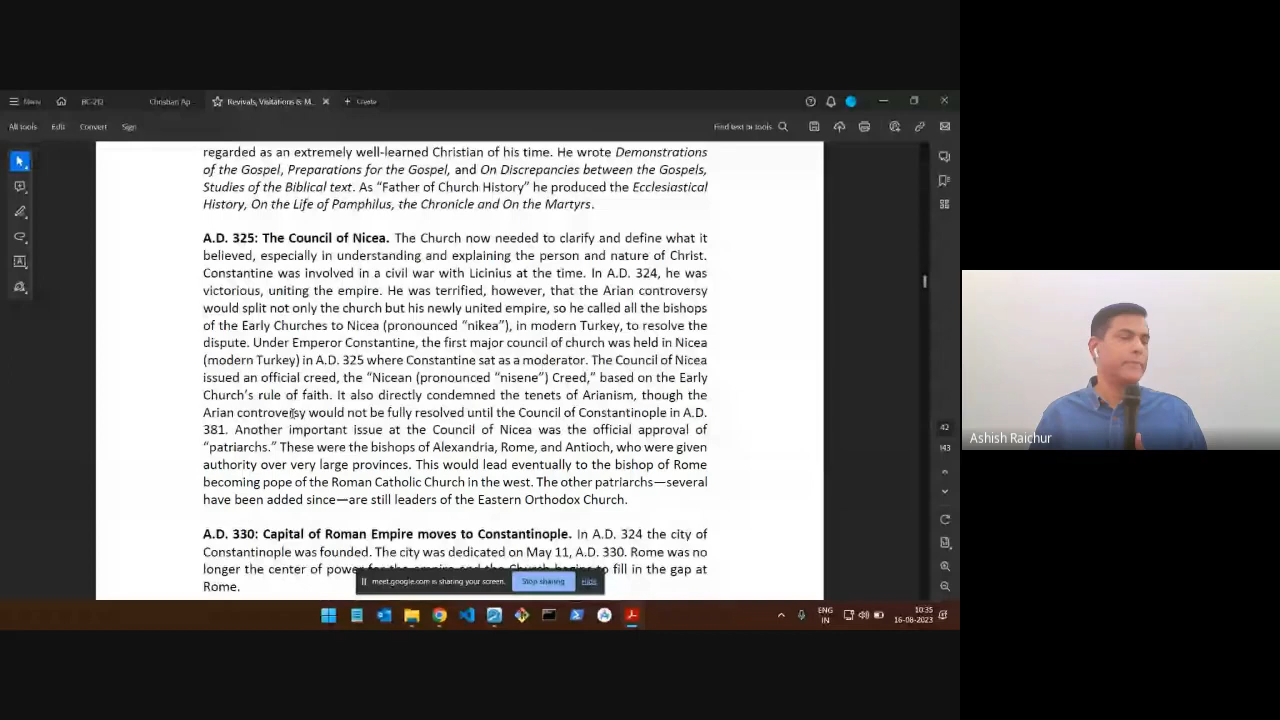 Menu
BC-212
Christian Ap
Revivals, Visitations & M...
Create
All tools
Edit
Convert
Sign
Find text or tools
regarded as an extremely well-learned Christian of his time. He wrote Demonstrations
of the Gospel, Preparations for the Gospel, and On Discrepancies between the Gospels,
Studies of the Biblical text. As “Father of Church History” he produced the Ecclesiastical
History, On the Life of Pamphilus, the Chronicle and On the Martyrs.
A.D. 325: The Council of Nicea. The Church now needed to clarify and define what it
believed, especially in understanding and explaining the person and nature of Christ.
Constantine was involved in a civil war with Licinius at the time. In A.D. 324, he was
victorious, uniting the empire. He was terrified, however, that the Arian controversy
would split not only the church but his newly united empire, so he called all the bishops
of the Early Churches to Nicea (pronounced “nikea”), in modern Turkey, to resolve the
dispute. Under Emperor Constantine, the first major council of church was held in Nicea
(modern Turkey) in A.D. 325 where Constantine sat as a moderator. The Council of Nicea
issued an official creed, the “Nicean (pronounced “nisene”) Creed,” based on the Early
Church’s rule of faith. It also directly condemned the tenets of Arianism, though the
Arian controversy would not be fully resolved until the Council of Constantinople in A.D.
381. Another important issue at the Council of Nicea was the official approval of
“patriarchs.” These were the bishops of Alexandria, Rome, and Antioch, who were given
authority over very large provinces. This would lead eventually to the bishop of Rome
becoming pope of the Roman Catholic Church in the west. The other patriarchs—several
have been added since—are still leaders of the Eastern Orthodox Church.
A.D. 330: Capital of Roman Empire moves to Constantinople. In A.D. 324 the city of
Constantinople was founded. The city was dedicated on May 11, A.D. 330. Rome was no
longer the center of power for the empire and the Church begins to fill in the gap at
Rome.
42
143
meet.google.com is sharing your screen.
Stop sharing
Hide
ENG
IN
10:35
16-08-2023
Ashish Raichur